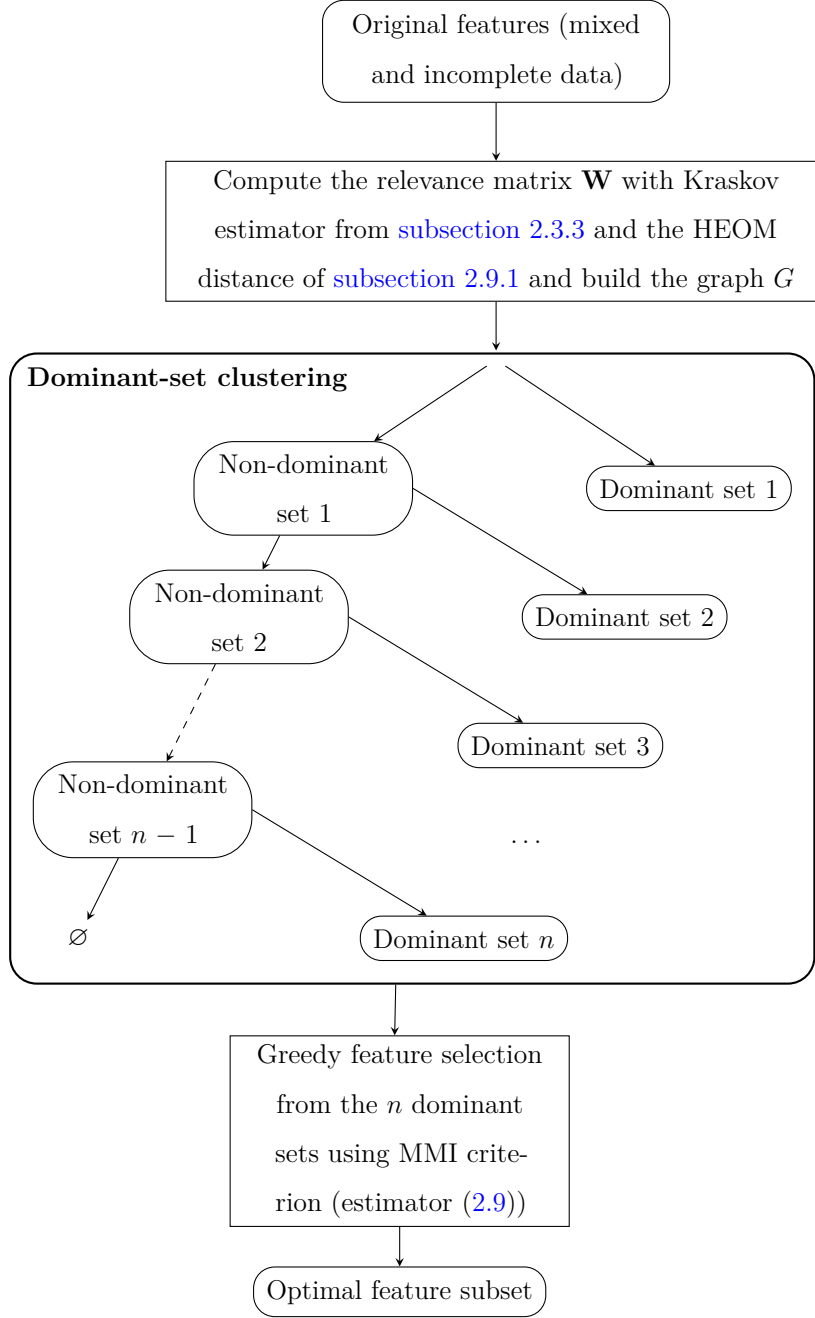 Original features (mixed
and incomplete data)
Compute the relevance matrix W with Kraskov
estimator from subsection 2.3.3 and the HEOM
distance of subsection 2.9.1 and build the graph G
Dominant-set clustering
Non-dominant
set 1
Dominant set 1
Non-dominant
set 2
Dominant set 2
Dominant set 3
Non-dominant
set n − 1
. . .
∅
Dominant set n
Greedy feature selection
from the n dominant
sets using MMI crite-
rion (estimator (2.9))
Optimal feature subset